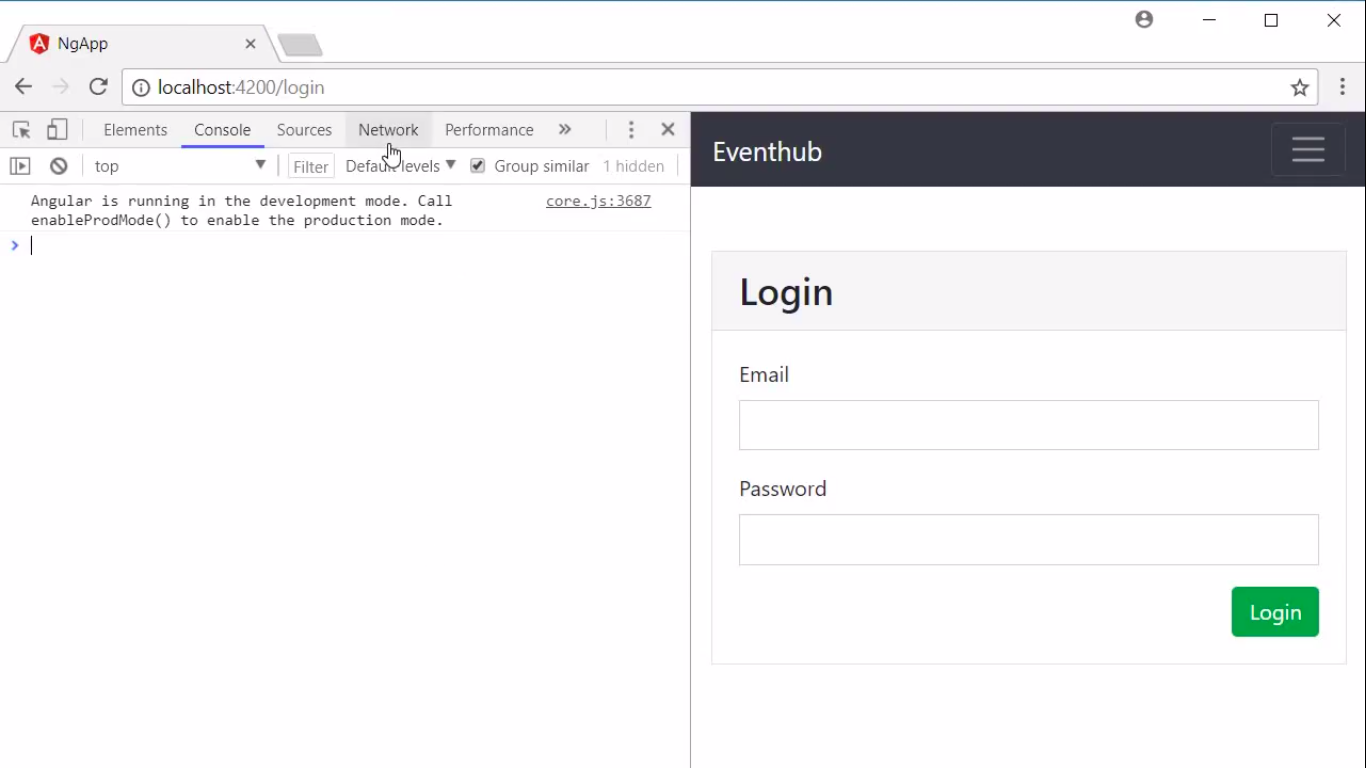 NgApp
localhost:4200/login
Elements Console Sources Network Performance
top Filter Default levels Group similar 1 hidden
Angular is running in the development mode. Call core.js:3687
enableProdMode() to enable the production mode.
Eventhub
Login
Email
Password
Login